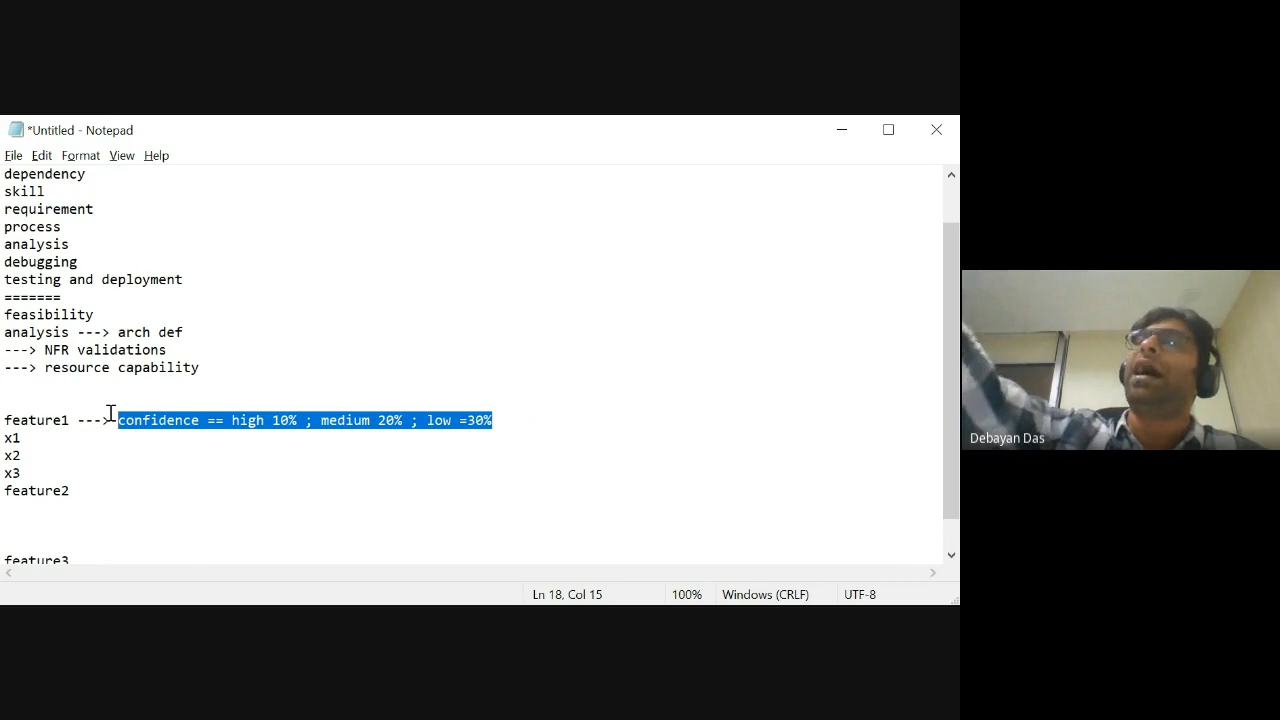 *Untitled - Notepad
File Edit Format View Help
dependency
skill
requirement
process
analysis
debugging
testing and deployment
=======
feasibility
analysis ---> arch def
---> NFR validations
---> resource capability
feature1 ---> confidence == high 10% ; medium 20% ; low =30%
x1
x2
x3
feature2
feature3
Ln 18, Col 15 100% Windows (CRLF) UTF-8
Debayan Das